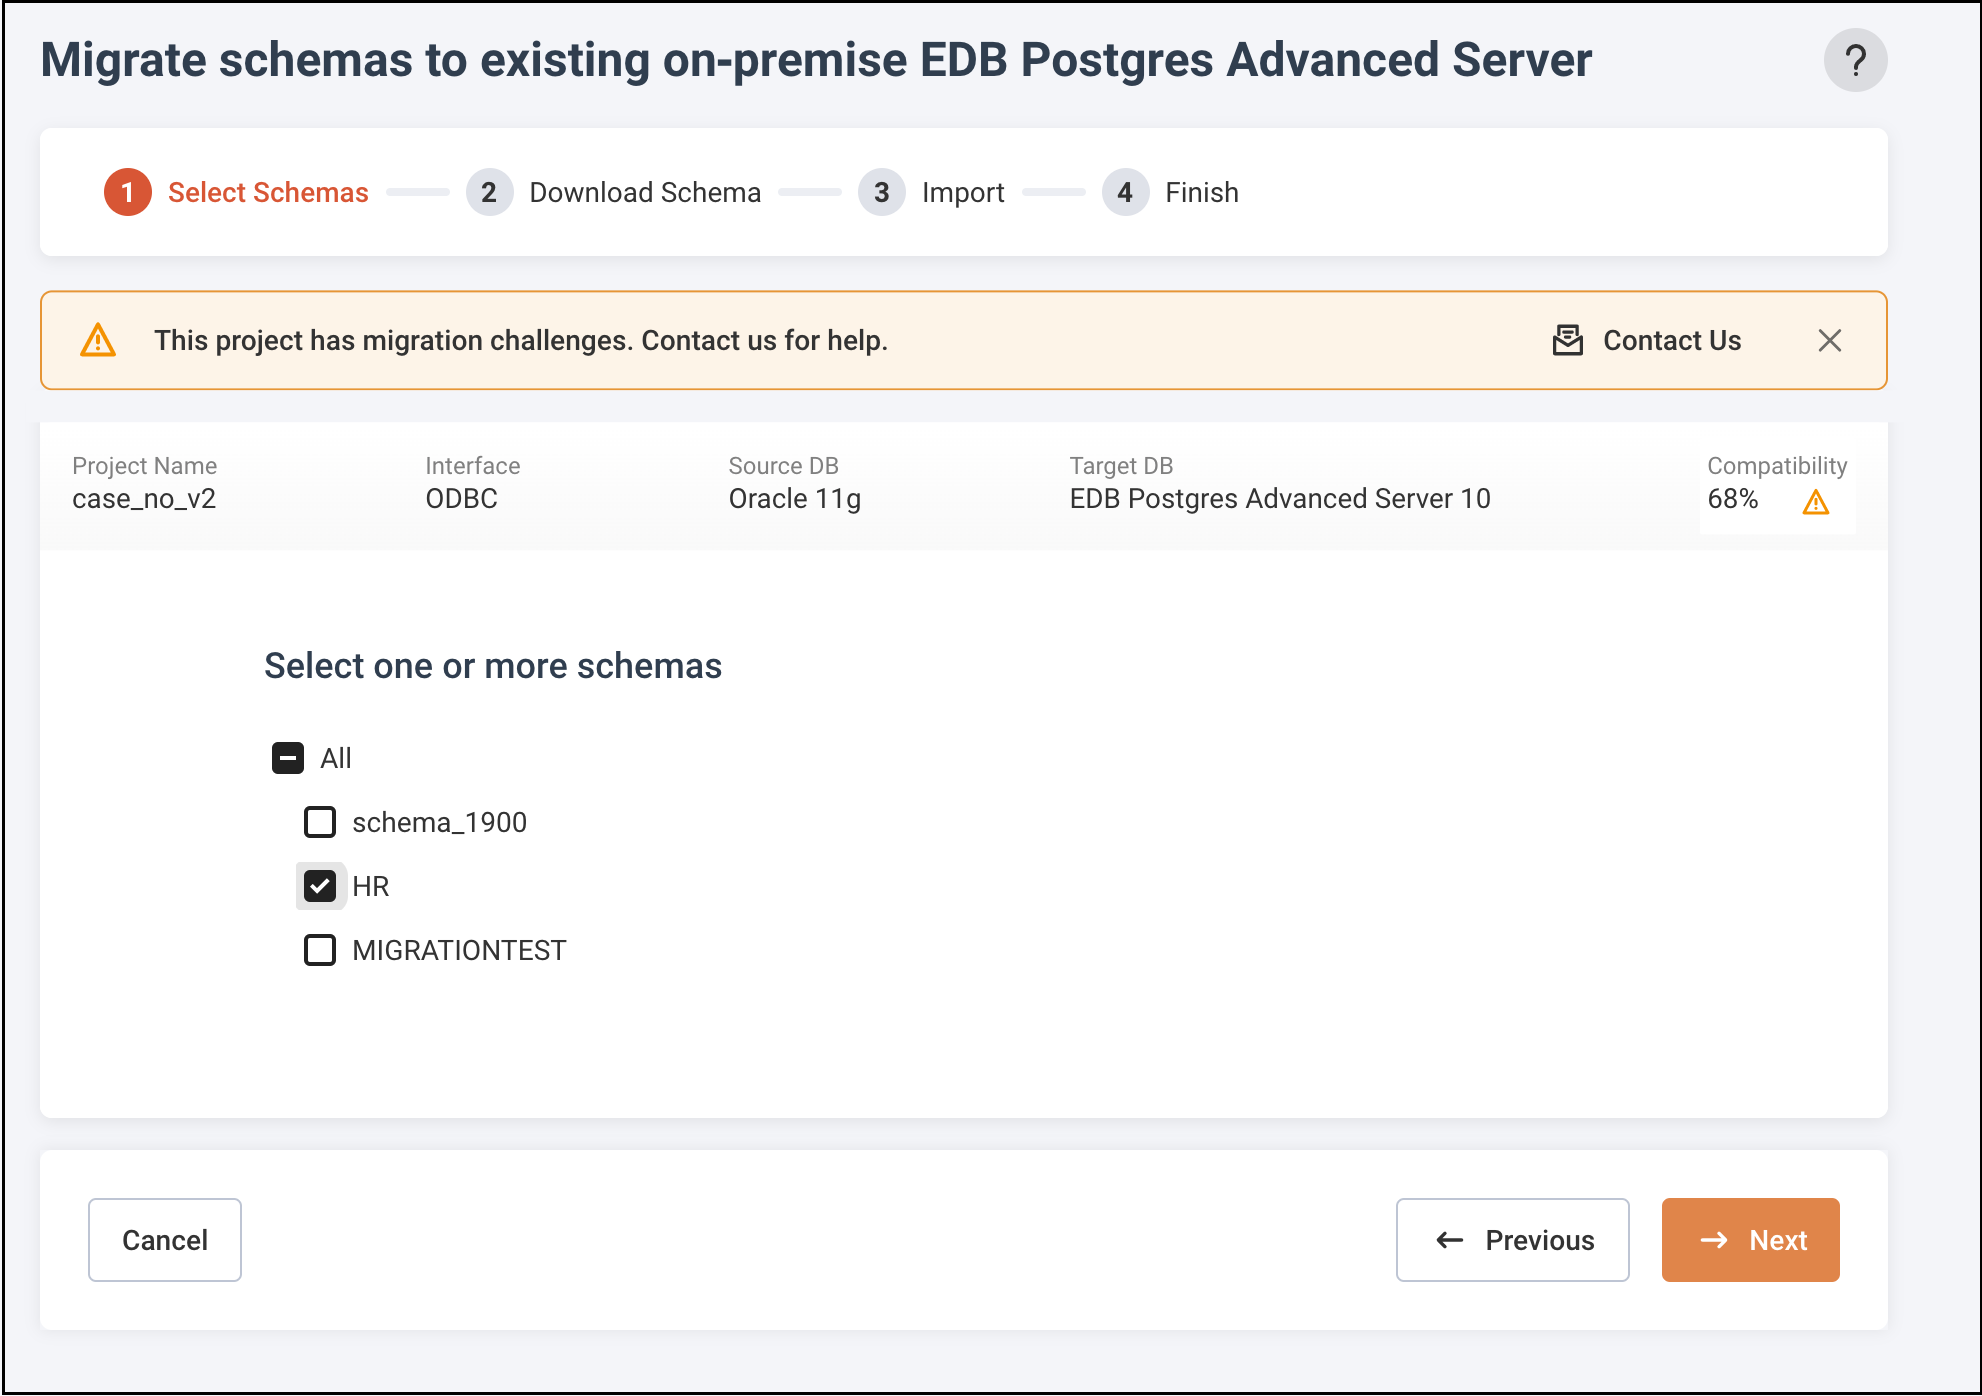 Migrate schemas to existing on-premise EDB Postgres Advanced Server
?
1 Select Schemas 2 Download Schema 3 Import 4 Finish
This project has migration challenges. Contact us for help. Contact Us
Project Name Interface Source DB Target DB Compatibility
case_no_v2 ODBC Oracle 11g EDB Postgres Advanced Server 10 68%
Select one or more schemas
All
schema_1900
HR
MIGRATIONTEST
Cancel Previous Next